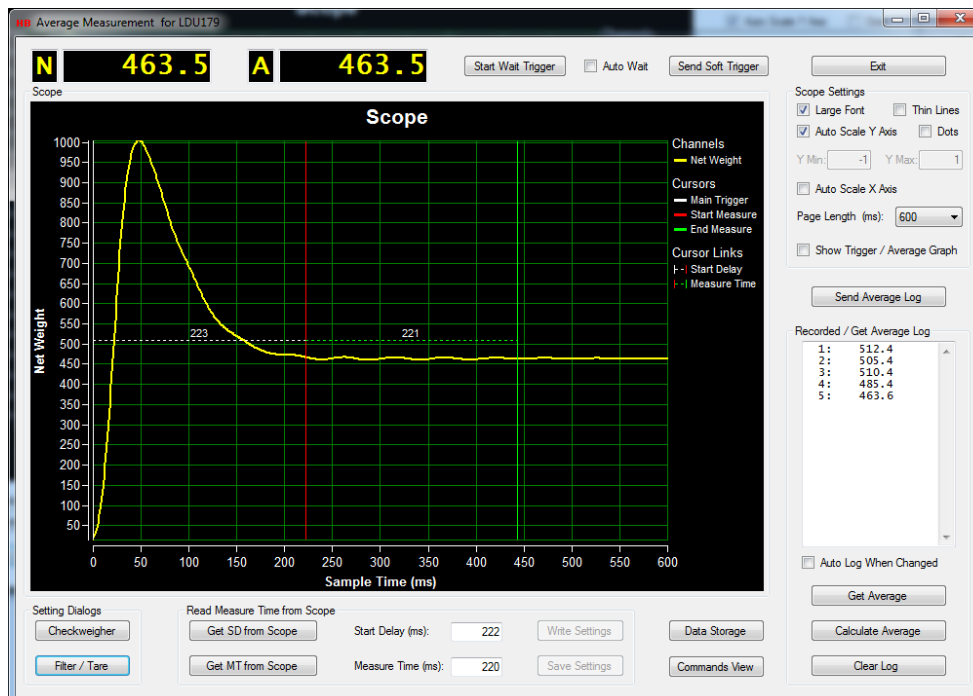 HB Average Measurement for LDU179
N 463.5 A 463.5 Start Wait Trigger Auto Wait Send Soft Trigger Exit
Scope
Scope
Net Weight
1000
950
900
850
800
750
700
650
600
550
500
450
400
350
300
250
200
150
100
50
223 221
0 50 100 150 200 250 300 350 400 450 500 550 600
Sample Time (ms)
Channels
Net Weight
Cursors
Main Trigger
Start Measure
End Measure
Cursor Links
Start Delay
Measure Time
Scope Settings
Large Font Thin Lines
Auto Scale Y Axis Dots
Y Min: -1 Y Max: 1
Auto Scale X Axis
Page Length (ms): 600
Show Trigger / Average Graph
Send Average Log
Recorded / Get Average Log
1: 512.4
2: 505.4
3: 510.4
4: 485.4
5: 463.6
Auto Log When Changed
Get Average
Calculate Average
Clear Log
Setting Dialogs
Checkweigher
Filter / Tare
Read Measure Time from Scope
Get SD from Scope Start Delay (ms): 222 Write Settings
Get MT from Scope Measure Time (ms): 220 Save Settings
Data Storage
Commands View